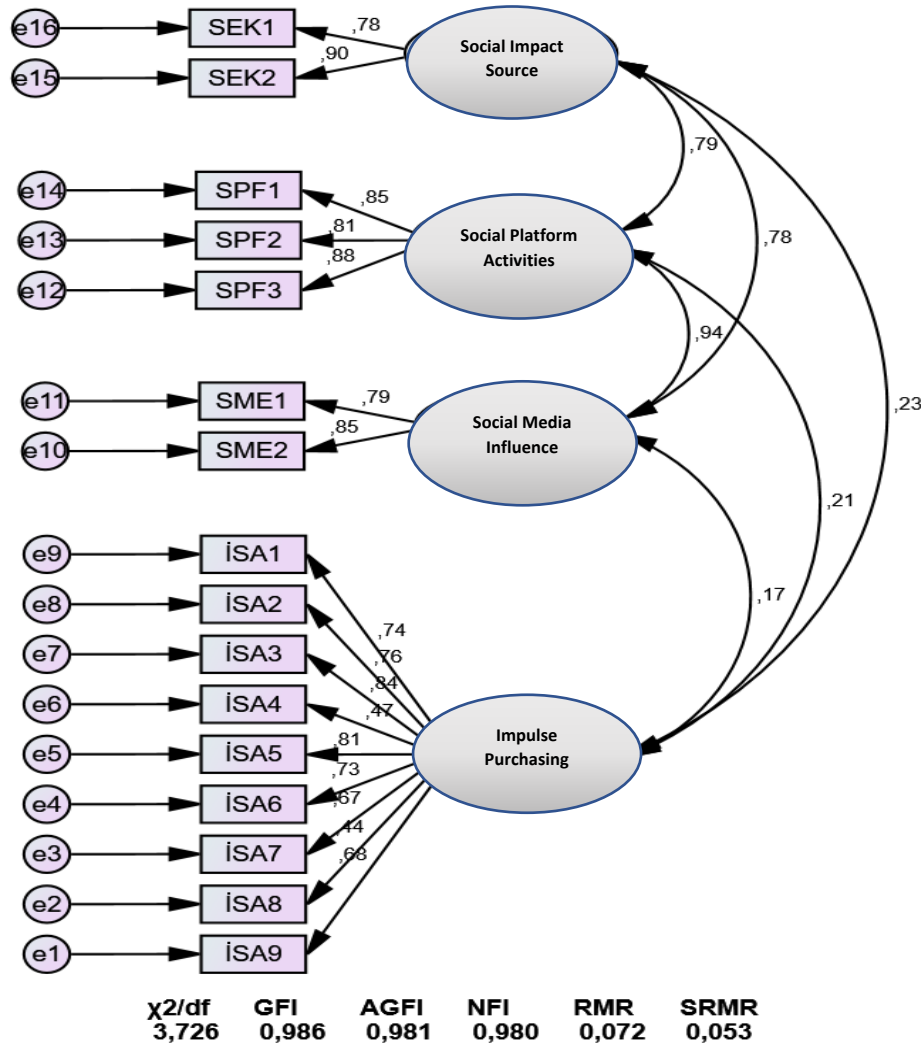 e16 SEK1 ,78 Social Impact
e15 SEK2 ,90 Source
,79
e14 SPF1 ,85
e13 SPF2 ,81 Social Platform
e12 SPF3 ,88 Activities
,78
,94
e11 SME1 ,79 Social Media
e10 SME2 ,85 Influence
,23
,21
,17
e9 İSA1 ,74
e8 İSA2 ,76
e7 İSA3 ,84
e6 İSA4 ,47
e5 İSA5 ,81 Impulse
e4 İSA6 ,73 Purchasing
e3 İSA7 ,67
e2 İSA8 ,44
e1 İSA9 ,68
χ2/df GFI AGFI NFI RMR SRMR
3,726 0,986 0,981 0,980 0,072 0,053